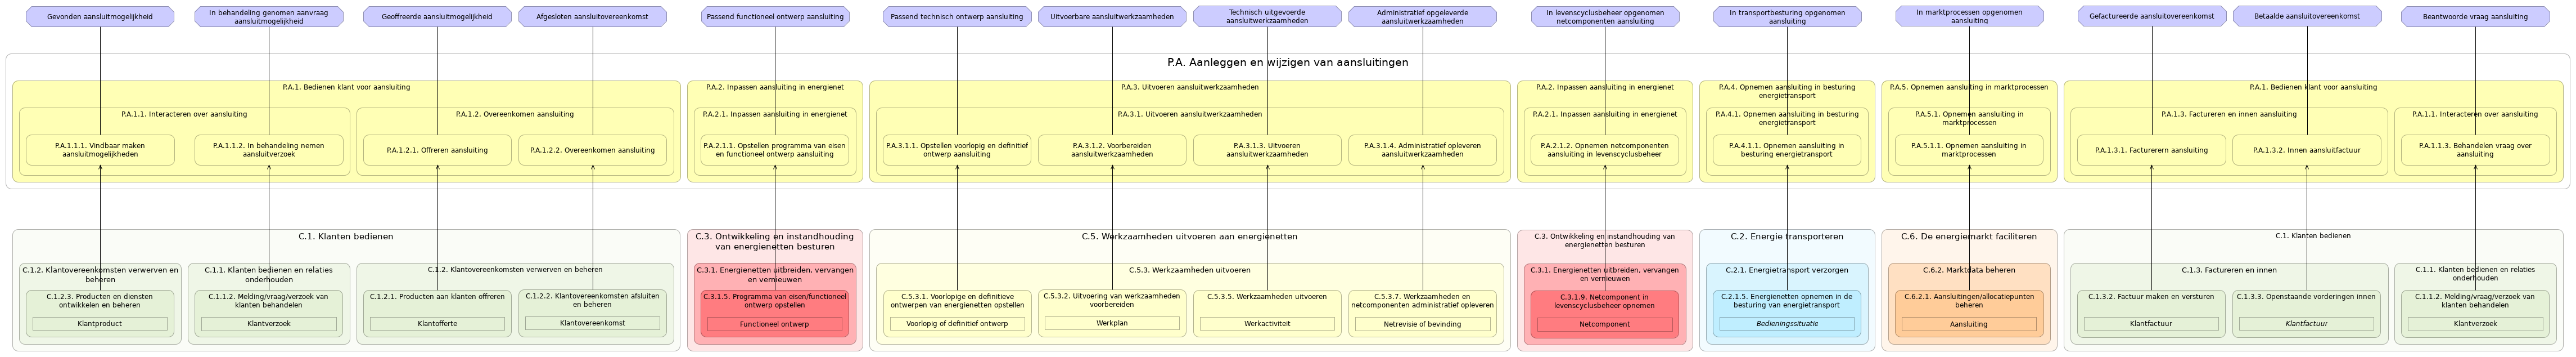 Gevonden aansluitmogelijkheid
In behandeling genomen aanvraag
aansluitmogelijkheid
Geoffreerde aansluitmogelijkheid
Afgesloten aansluitovereenkomst
Passend functioneel ontwerp aansluiting
Passend technisch ontwerp aansluiting
Uitvoerbare aansluitwerkzaamheden
Technisch uitgevoerde
aansluitwerkzaamheden
Administratief opgeleverde
aansluitwerkzaamheden
In levenscyclusbeheer opgenomen
netcomponenten aansluiting
In transportbesturing opgenomen
aansluiting
In marktprocessen opgenomen
aansluiting
Gefactureerde aansluitovereenkomst
Betaalde aansluitovereenkomst
Beantwoorde vraag aansluiting
P.A. Aanleggen en wijzigen van aansluitingen
P.A.1. Bedienen klant voor aansluiting
P.A.2. Inpassen aansluiting in energienet
P.A.3. Uitvoeren aansluitwerkzaamheden
P.A.2. Inpassen aansluiting in energienet
P.A.4. Opnemen aansluiting in besturing
energietransport
P.A.5. Opnemen aansluiting in marktprocessen
P.A.1. Bedienen klant voor aansluiting
P.A.1.1. Interacteren over aansluiting
P.A.1.2. Overeenkomen aansluiting
P.A.2.1. Inpassen aansluiting in energienet
P.A.3.1. Uitvoeren aansluitwerkzaamheden
P.A.2.1. Inpassen aansluiting in energienet
P.A.4.1. Opnemen aansluiting in besturing
energietransport
P.A.5.1. Opnemen aansluiting in
marktprocessen
P.A.1.3. Factureren en innen aansluiting
P.A.1.1. Interacteren over aansluiting
P.A.1.1.1. Vindbaar maken
aansluitmogelijkheden
P.A.1.1.2. In behandeling nemen
aansluitverzoek
P.A.1.2.1. Offreren aansluiting
P.A.1.2.2. Overeenkomen aansluiting
P.A.2.1.1. Opstellen programma van eisen
en functioneel ontwerp aansluiting
P.A.3.1.1. Opstellen voorlopig en definitief
ontwerp aansluiting
P.A.3.1.2. Voorbereiden
aansluitwerkzaamheden
P.A.3.1.3. Uitvoeren
aansluitwerkzaamheden
P.A.3.1.4. Administratief opleveren
aansluitwerkzaamheden
P.A.2.1.2. Opnemen netcomponenten
aansluiting in levenscyclusbeheer
P.A.4.1.1. Opnemen aansluiting in
besturing energietransport
P.A.5.1.1. Opnemen aansluiting in
marktprocessen
P.A.1.3.1. Facturerern aansluiting
P.A.1.3.2. Innen aansluitfactuur
P.A.1.1.3. Behandelen vraag over
aansluiting
C.1. Klanten bedienen
C.3. Ontwikkeling en instandhouding
van energienetten besturen
C.5. Werkzaamheden uitvoeren aan energienetten
C.3. Ontwikkeling en instandhouding van
energienetten besturen
C.2. Energie transporteren
C.6. De energiemarkt faciliteren
C.1. Klanten bedienen
C.1.2. Klantovereenkomsten verwerven en
beheren
C.1.1. Klanten bedienen en relaties
onderhouden
C.1.2. Klantovereenkomsten verwerven en beheren
C.3.1. Energienetten uitbreiden, vervangen
en vernieuwen
C.5.3. Werkzaamheden uitvoeren
C.3.1. Energienetten uitbreiden, vervangen
en vernieuwen
C.2.1. Energietransport verzorgen
C.6.2. Marktdata beheren
C.1.3. Factureren en innen
C.1.1. Klanten bedienen en relaties
onderhouden
C.1.2.3. Producten en diensten
ontwikkelen en beheren
Klantproduct
C.1.1.2. Melding/vraag/verzoek van
klanten behandelen
Klantverzoek
C.1.2.1. Producten aan klanten offreren
Klantofferte
C.1.2.2. Klantovereenkomsten afsluiten
en beheren
Klantovereenkomst
C.3.1.5. Programma van eisen/functioneel
ontwerp opstellen
Functioneel ontwerp
C.5.3.1. Voorlopige en definitieve
ontwerpen van energienetten opstellen
Voorlopig of definitief ontwerp
C.5.3.2. Uitvoering van werkzaamheden
voorbereiden
Werkplan
C.5.3.5. Werkzaamheden uitvoeren
Werkactiviteit
C.5.3.7. Werkzaamheden en
netcomponenten administratief opleveren
Netrevisie of bevinding
C.3.1.9. Netcomponent in
levenscyclusbeheer opnemen
Netcomponent
C.2.1.5. Energienetten opnemen in de
besturing van energietransport
Bedieningssituatie
C.6.2.1. Aansluitingen/allocatiepunten
beheren
Aansluiting
C.1.3.2. Factuur maken en versturen
Klantfactuur
C.1.3.3. Openstaande vorderingen innen
Klantfactuur
C.1.1.2. Melding/vraag/verzoek van
klanten behandelen
Klantverzoek